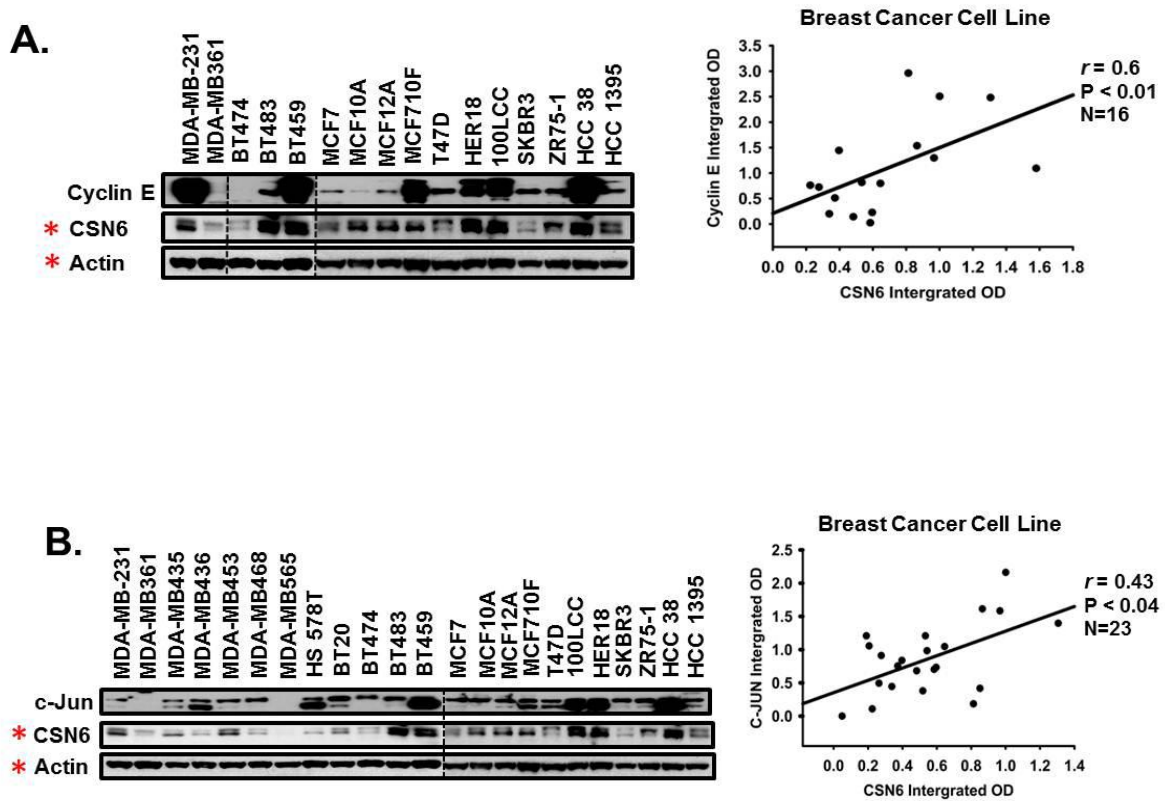 A.
MDA-MB-231
MDA-MB361
BT474
BT483
BT459
MCF7
MCF10A
MCF12A
MCF710F
T47D
HER18
100LCC
SKBR3
ZR75-1
HCC 38
HCC 1395
Cyclin E
* CSN6
* Actin
Breast Cancer Cell Line
Cyclin E Intergrated OD
3.5
3.0
2.5
2.0
1.5
1.0
0.5
0.0
0.0 0.2 0.4 0.6 0.8 1.0 1.2 1.4 1.6 1.8
CSN6 Intergrated OD
r = 0.6
P < 0.01
N=16
B.
MDA-MB-231
MDA-MB361
MDA-MB435
MDA-MB436
MDA-MB453
MDA-MB468
MDA-MB565
HS 578T
BT20
BT474
BT483
BT459
MCF7
MCF10A
MCF12A
MCF710F
T47D
100LCC
HER18
SKBR3
ZR75-1
HCC 38
HCC 1395
c-Jun
* CSN6
* Actin
Breast Cancer Cell Line
C-JUN Intergrated OD
2.5
2.0
1.5
1.0
0.5
0.0
0.0 0.2 0.4 0.6 0.8 1.0 1.2 1.4
CSN6 Intergrated OD
r = 0.43
P < 0.04
N=23